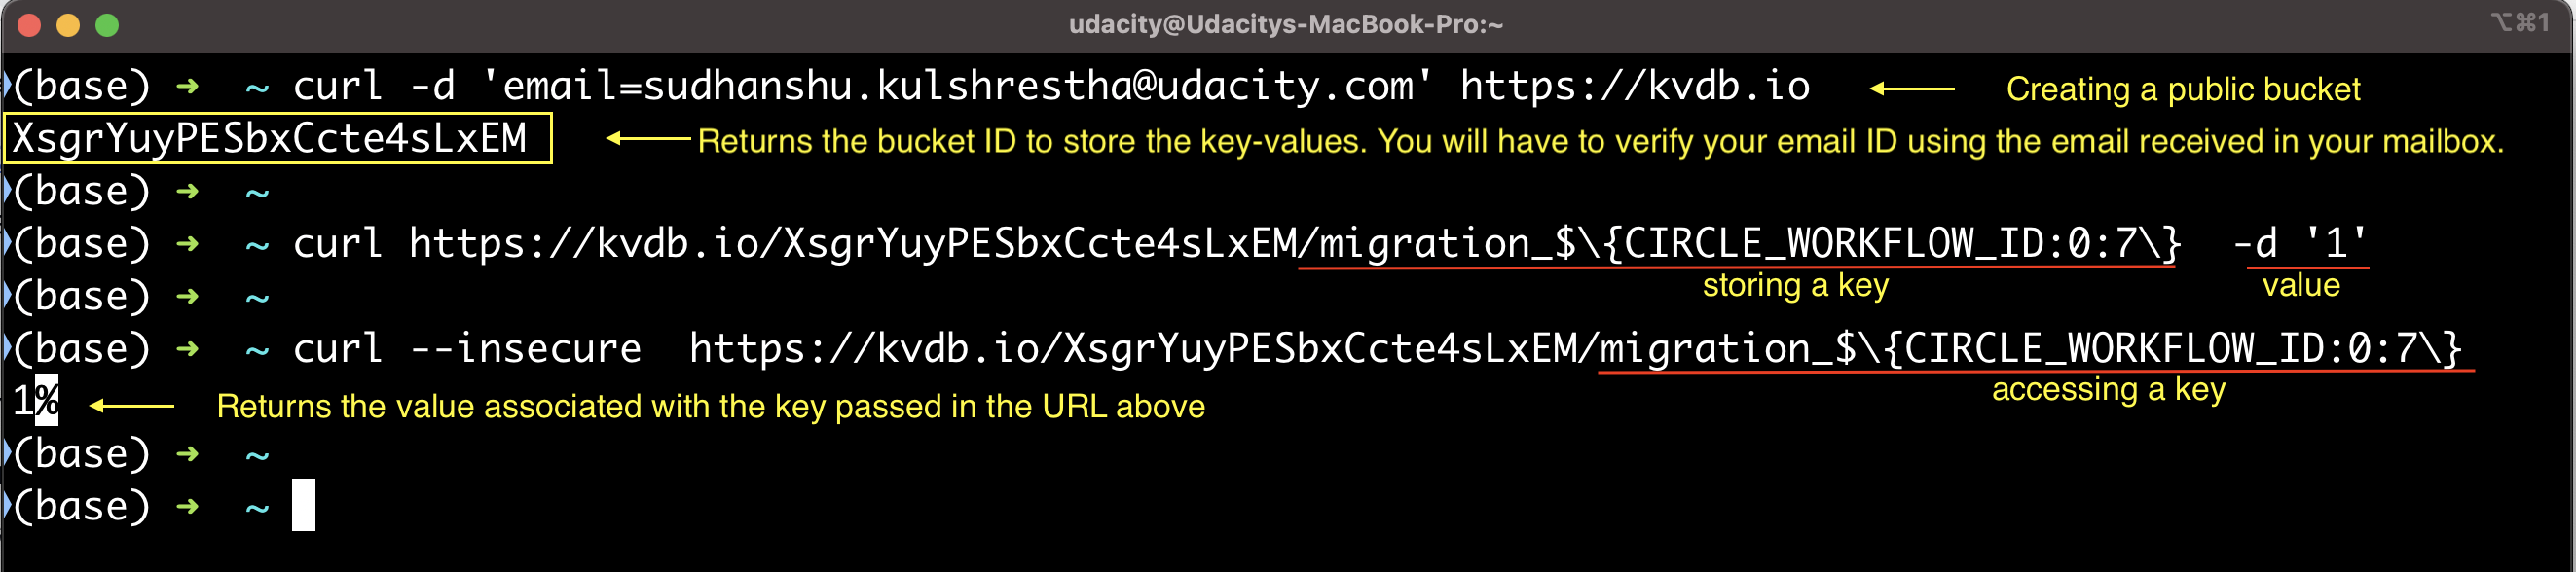 udacity@Udacitys-MacBook-Pro:~ ⌥⌘1
(base) ➜ ~ curl -d 'email=sudhanshu.kulshrestha@udacity.com' https://kvdb.io Creating a public bucket
XsgrYuyPESbxCcte4sLxEM Returns the bucket ID to store the key-values. You will have to verify your email ID using the email received in your mailbox.
(base) ➜ ~
(base) ➜ ~ curl https://kvdb.io/XsgrYuyPESbxCcte4sLxEM/migration_$\{CIRCLE_WORKFLOW_ID:0:7\} -d '1'
storing a key value
(base) ➜ ~
(base) ➜ ~ curl --insecure https://kvdb.io/XsgrYuyPESbxCcte4sLxEM/migration_$\{CIRCLE_WORKFLOW_ID:0:7\}
accessing a key
1% Returns the value associated with the key passed in the URL above
(base) ➜ ~
(base) ➜ ~